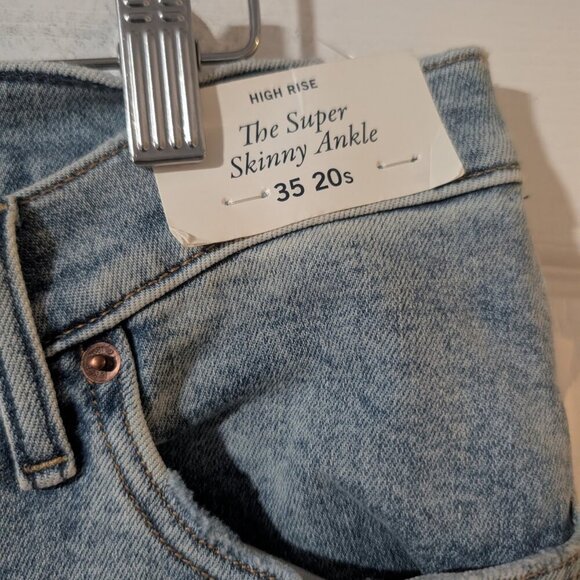 HIGH RISE
The Super
Skinny Ankle
35 20s